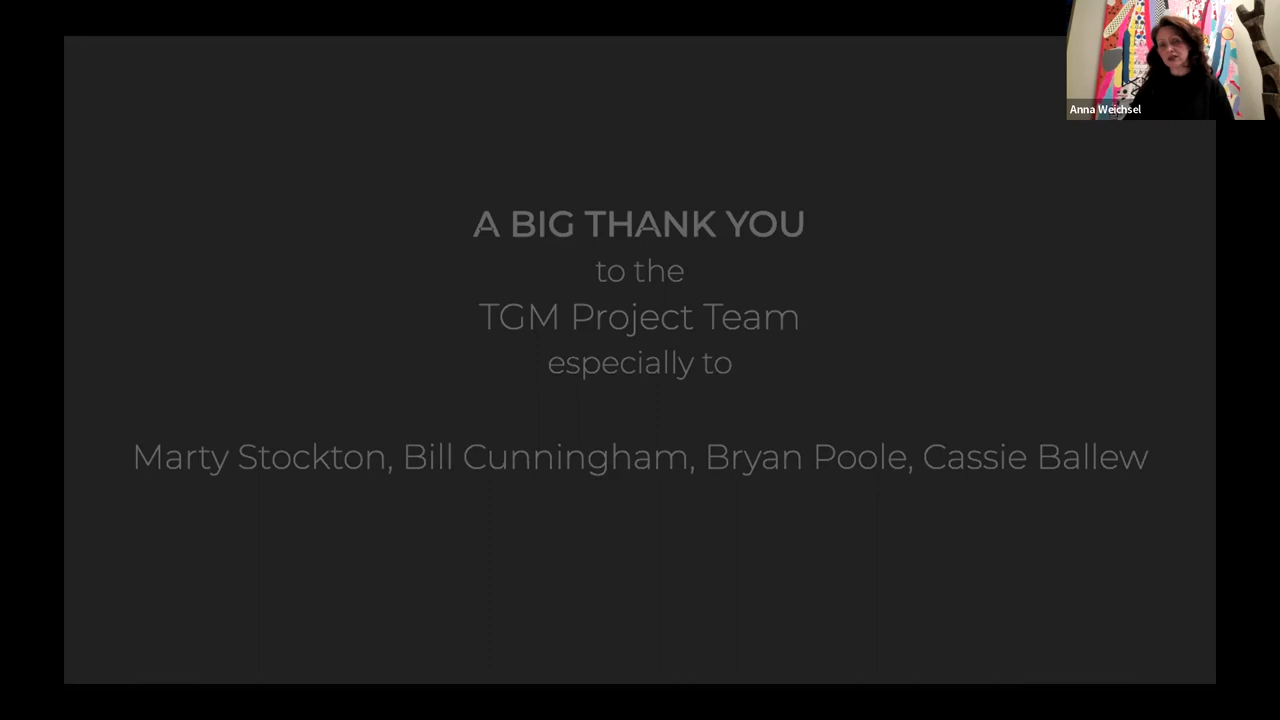 Anna Weichsel
A BIG THANK YOU
to the
TGM Project Team
especially to
Marty Stockton, Bill Cunningham, Bryan Poole, Cassie Ballew